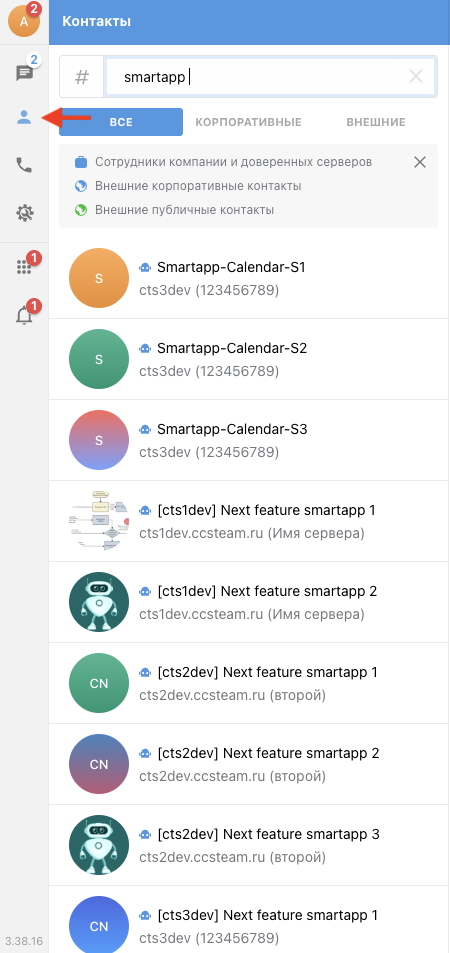 A
2
Контакты
2
#
smartapp
ВСЕ
КОРПОРАТИВНЫЕ
ВНЕШНИЕ
Сотрудники компании и доверенных серверов
Внешние корпоративные контакты
Внешние публичные контакты
1
1
S
Smartapp-Calendar-S1
cts3dev (123456789)
S
Smartapp-Calendar-S2
cts3dev (123456789)
S
Smartapp-Calendar-S3
cts3dev (123456789)
[cts1dev] Next feature smartapp 1
cts1dev.ccsteam.ru (Имя сервера)
[cts1dev] Next feature smartapp 2
cts1dev.ccsteam.ru (Имя сервера)
CN
[cts2dev] Next feature smartapp 1
cts2dev.ccsteam.ru (второй)
CN
[cts2dev] Next feature smartapp 2
cts2dev.ccsteam.ru (второй)
[cts2dev] Next feature smartapp 3
cts2dev.ccsteam.ru (второй)
CN
[cts3dev] Next feature smartapp 1
cts3dev (123456789)
3.38.16